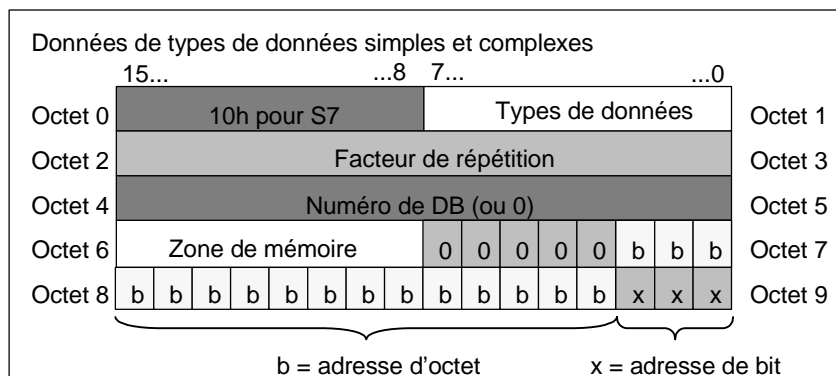 Données de types de données simples et complexes
15... ...8 7... ...0
Octet 0 10h pour S7 Types de données Octet 1
Octet 2 Facteur de répétition Octet 3
Octet 4 Numéro de DB (ou 0) Octet 5
Octet 6 Zone de mémoire 0 0 0 0 0 b b b Octet 7
Octet 8 b b b b b b b b b b b b b x x x Octet 9
b = adresse d'octet x = adresse de bit